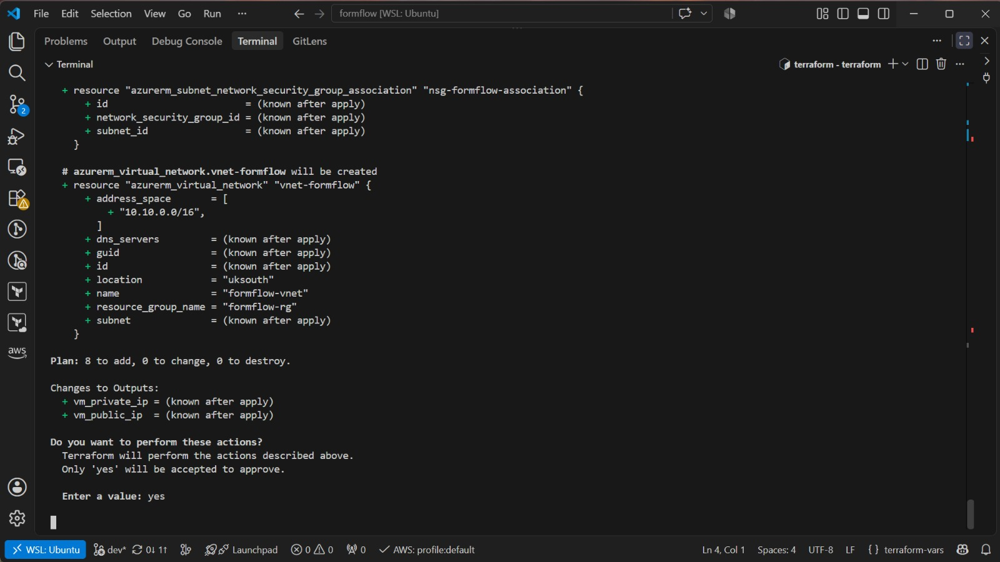 File Edit Selection View Go Run ···
formflow [WSL: Ubuntu]
Problems Output Debug Console Terminal GitLens
Terminal
terraform - terraform
+ resource "azurerm_subnet_network_security_group_association" "nsg-formflow-association" {
+ id = (known after apply)
+ network_security_group_id = (known after apply)
+ subnet_id = (known after apply)
}
# azurerm_virtual_network.vnet-formflow will be created
+ resource "azurerm_virtual_network" "vnet-formflow" {
+ address_space = [
+ "10.10.0.0/16",
]
+ dns_servers = (known after apply)
+ guid = (known after apply)
+ id = (known after apply)
+ location = "uksouth"
+ name = "formflow-vnet"
+ resource_group_name = "formflow-rg"
+ subnet = (known after apply)
}
Plan: 8 to add, 0 to change, 0 to destroy.
Changes to Outputs:
+ vm_private_ip = (known after apply)
+ vm_public_ip = (known after apply)
Do you want to perform these actions?
Terraform will perform the actions described above.
Only 'yes' will be accepted to approve.
Enter a value: yes
2
aws
WSL: Ubuntu dev* 0↓ 1↑ Launchpad 0 0 0 AWS: profile:default Ln 4, Col 1 Spaces: 4 UTF-8 LF { } terraform-vars